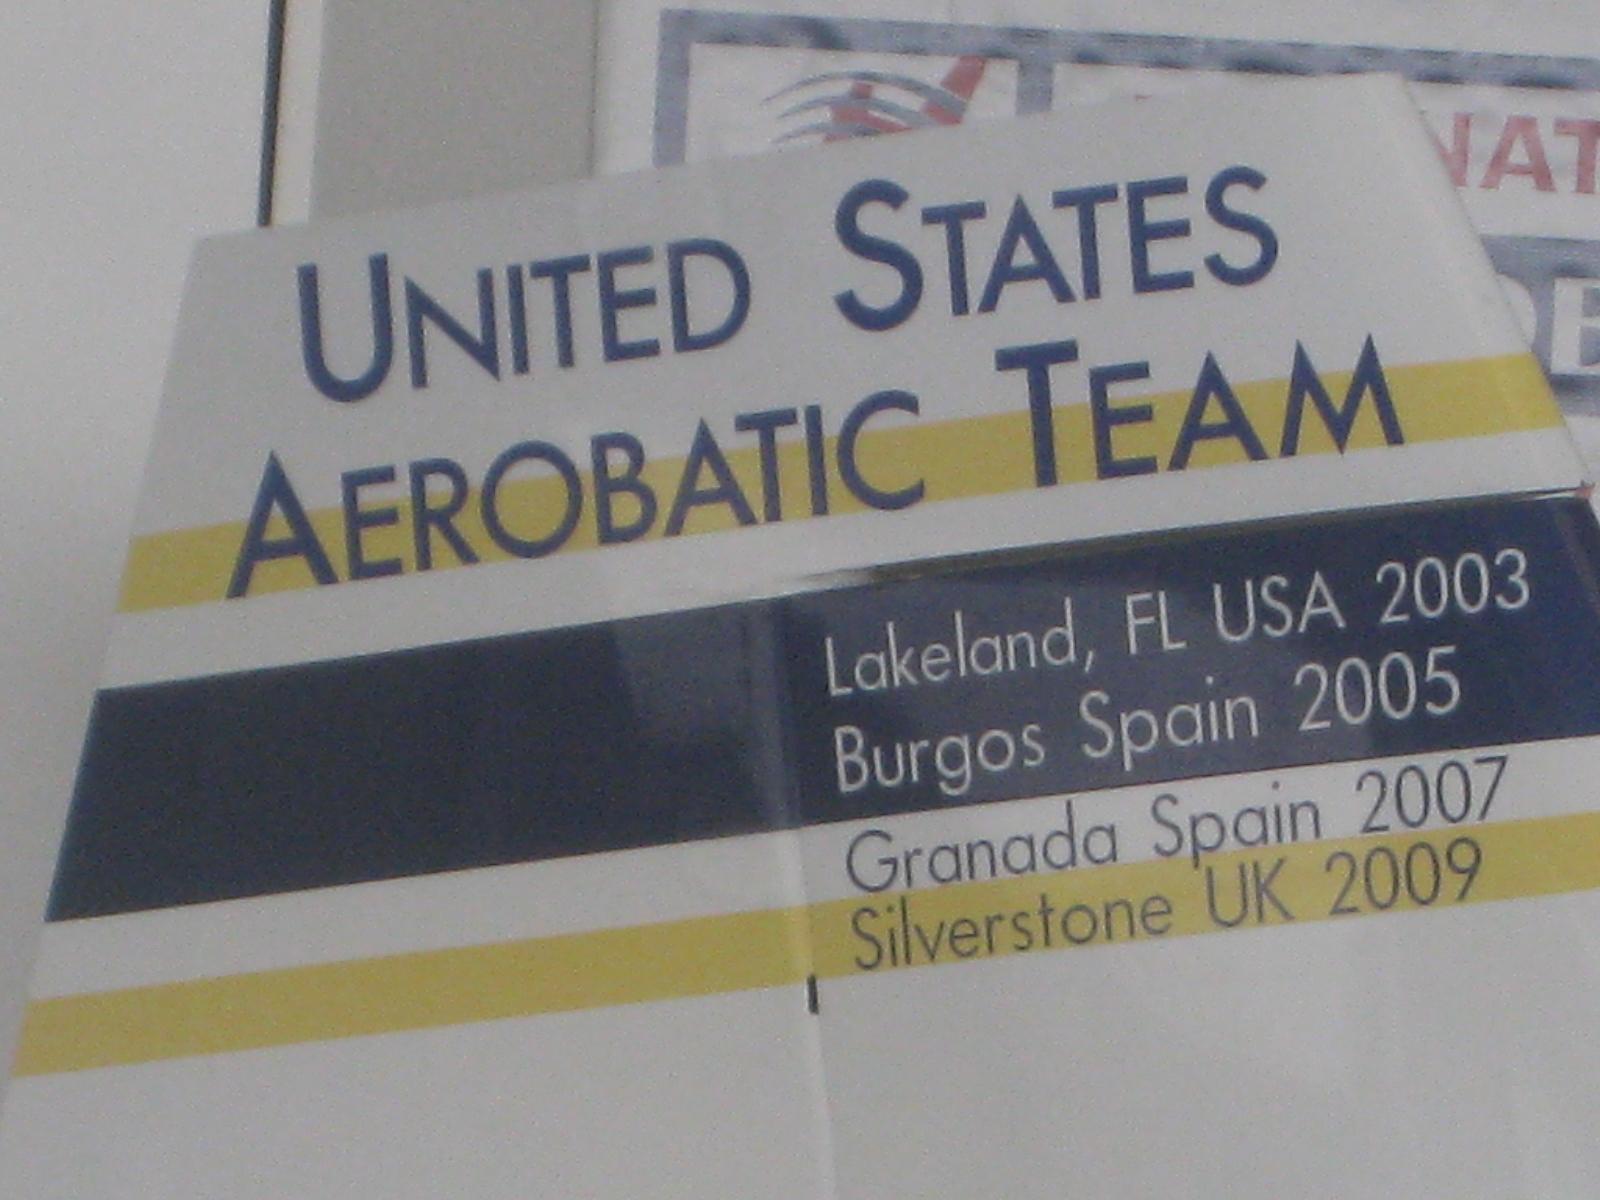 UNITED STATES
AEROBATIC TEAM
Lakeland, FL USA 2003
Burgos Spain 2005
Granada Spain 2007
Silverstone UK 2009